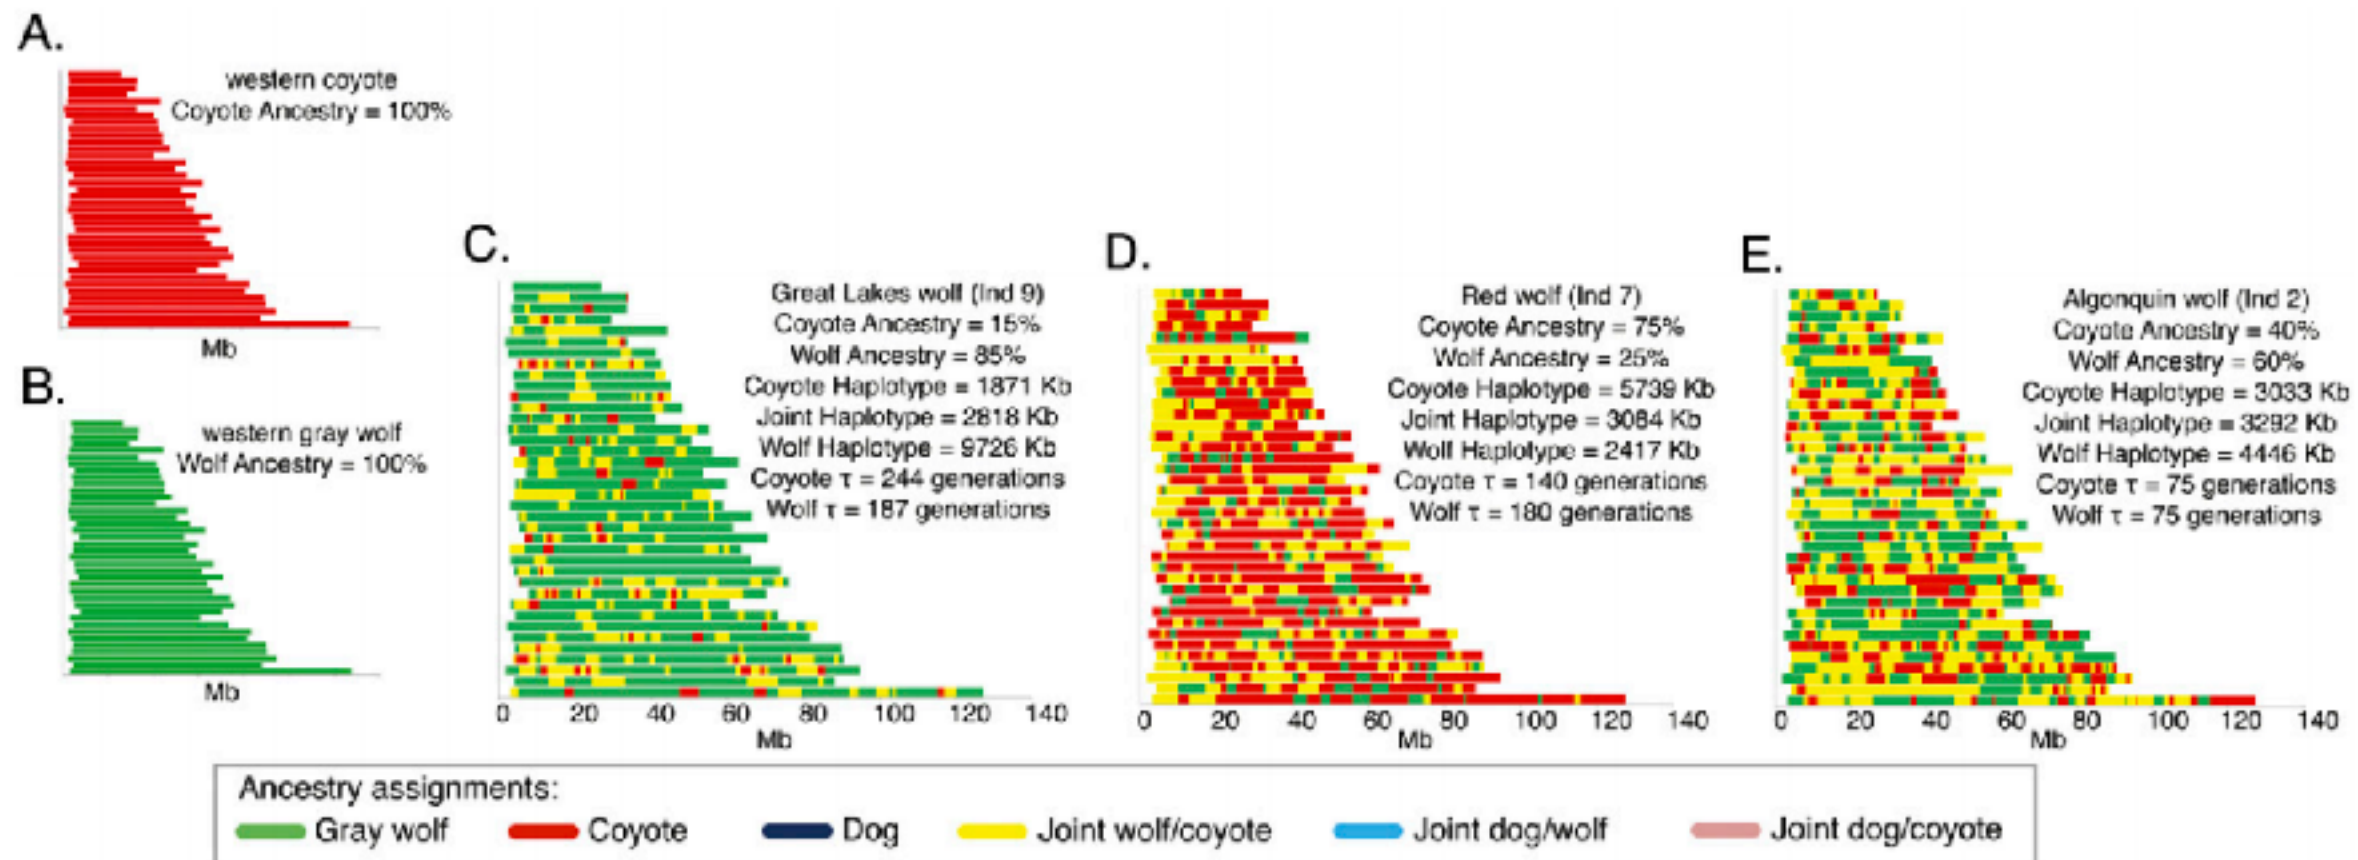 A.
western coyote
Coyote Ancestry = 100%
Mb
B.
western gray wolf
Wolf Ancestry = 100%
Mb
C.
Great Lakes wolf (Ind 9)
Coyote Ancestry = 15%
Wolf Ancestry = 85%
Coyote Haplotype = 1871 Kb
Joint Haplotype = 2818 Kb
Wolf Haplotype = 9726 Kb
Coyote τ = 244 generations
Wolf τ = 187 generations
0 20 40 60 80 100 120 140
Mb
D.
Red wolf (Ind 7)
Coyote Ancestry = 75%
Wolf Ancestry = 25%
Coyote Haplotype = 5739 Kb
Joint Haplotype = 3084 Kb
Wolf Haplotype = 2417 Kb
Coyote τ = 140 generations
Wolf τ = 180 generations
0 20 40 60 80 100 120 140
Mb
E.
Algonquin wolf (Ind 2)
Coyote Ancestry = 40%
Wolf Ancestry = 60%
Coyote Haplotype = 3033 Kb
Joint Haplotype = 3292 Kb
Wolf Haplotype = 4446 Kb
Coyote τ = 75 generations
Wolf τ = 75 generations
0 20 40 60 80 100 120 140
Mb
Ancestry assignments:
Gray wolf Coyote Dog Joint wolf/coyote Joint dog/wolf Joint dog/coyote